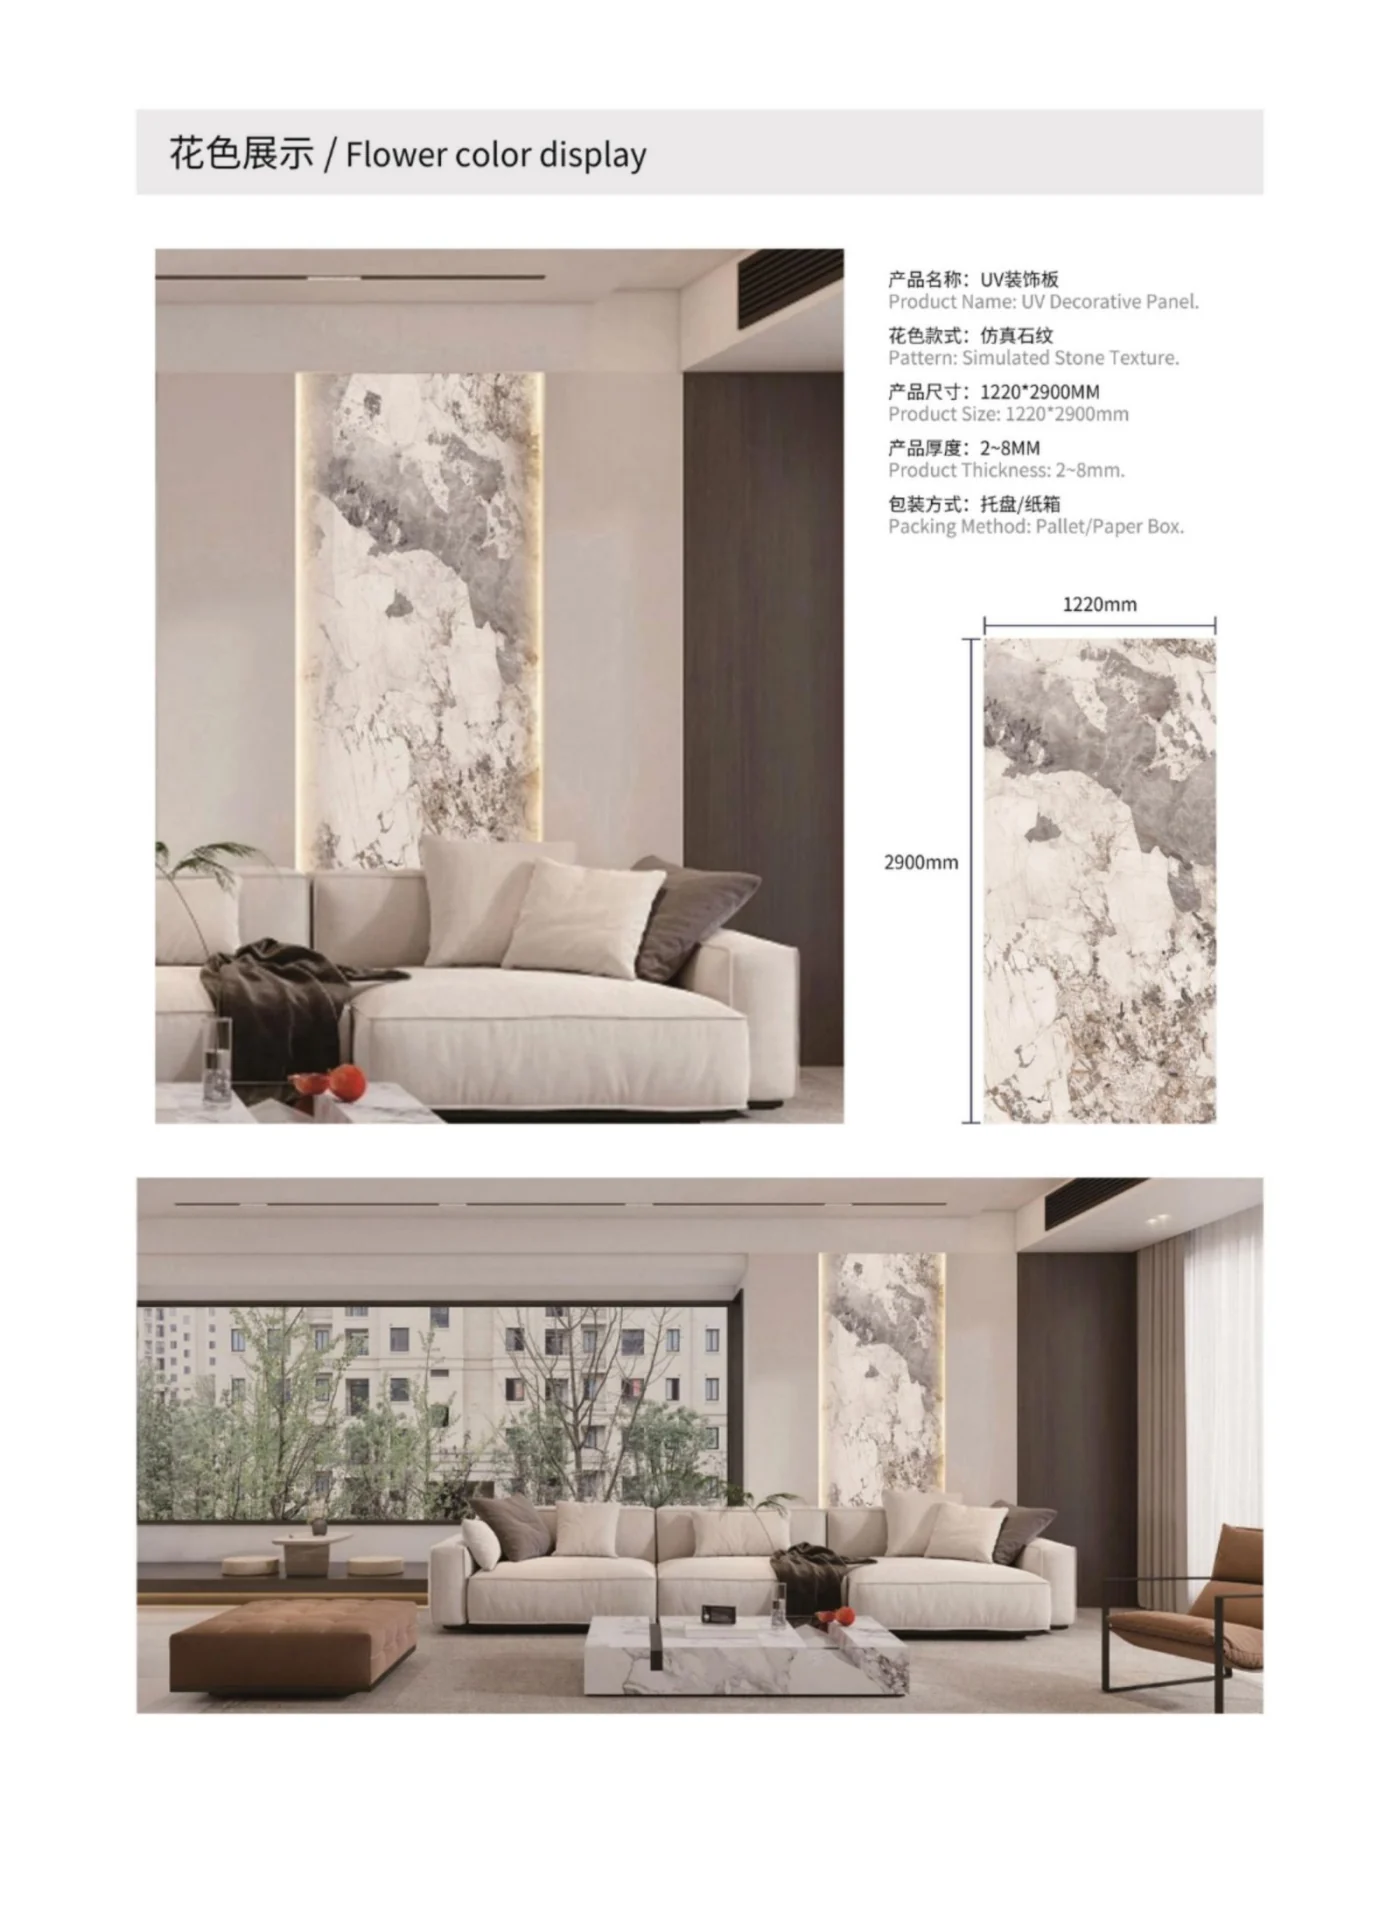 花色展示 / Flower color display
产品名称：UV装饰板
Product Name: UV Decorative Panel.
花色款式：仿真石纹
Pattern: Simulated Stone Texture.
产品尺寸：1220*2900MM
Product Size: 1220*2900mm
产品厚度：2~8MM
Product Thickness: 2~8mm.
包装方式：托盘/纸箱
Packing Method: Pallet/Paper Box.
1220mm
2900mm